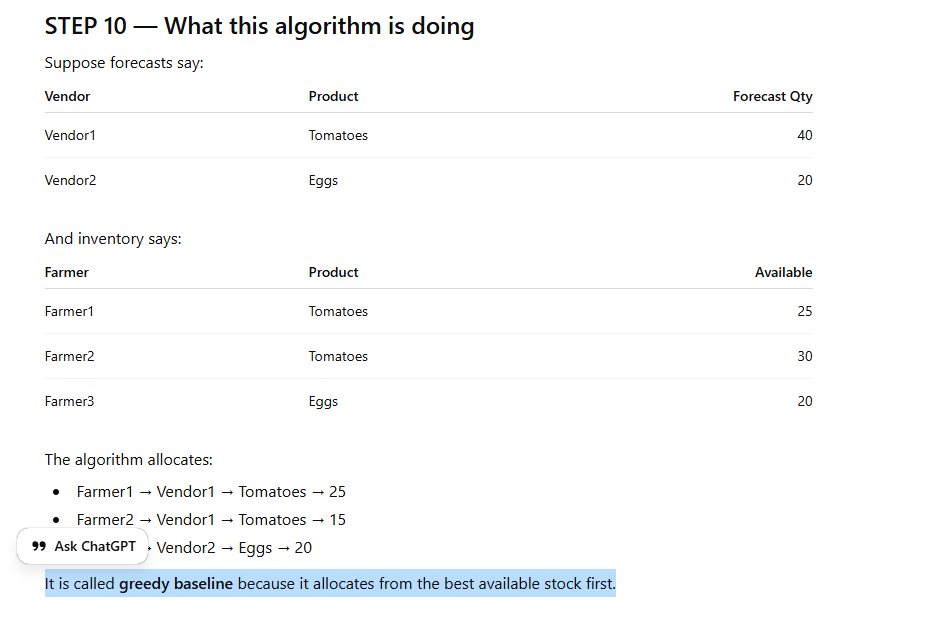 STEP 10 — What this algorithm is doing
Suppose forecasts say:
Vendor Product Forecast Qty
Vendor1 Tomatoes 40
Vendor2 Eggs 20
And inventory says:
Farmer Product Available
Farmer1 Tomatoes 25
Farmer2 Tomatoes 30
Farmer3 Eggs 20
The algorithm allocates:
• Farmer1 → Vendor1 → Tomatoes → 25
• Farmer2 → Vendor1 → Tomatoes → 15
Ask ChatGPT → Vendor2 → Eggs → 20
It is called greedy baseline because it allocates from the best available stock first.